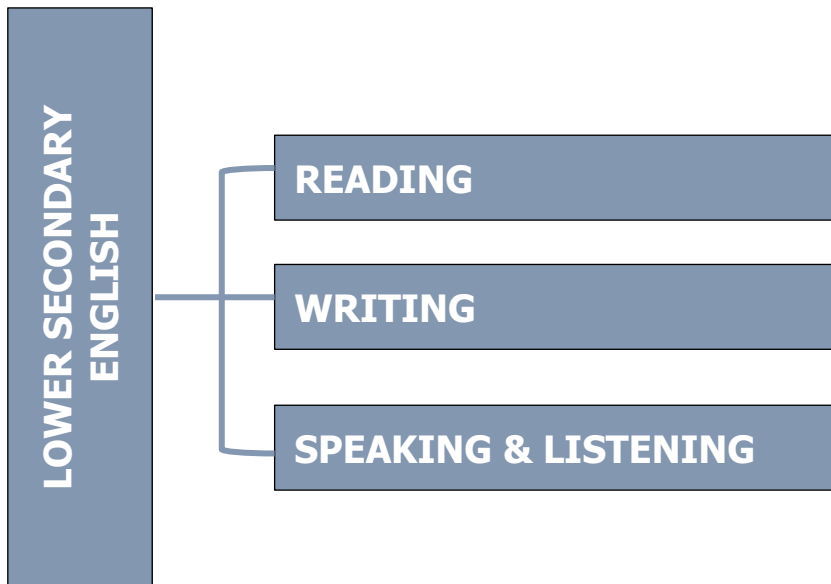 LOWER SECONDARY
ENGLISH
READING
WRITING
SPEAKING & LISTENING